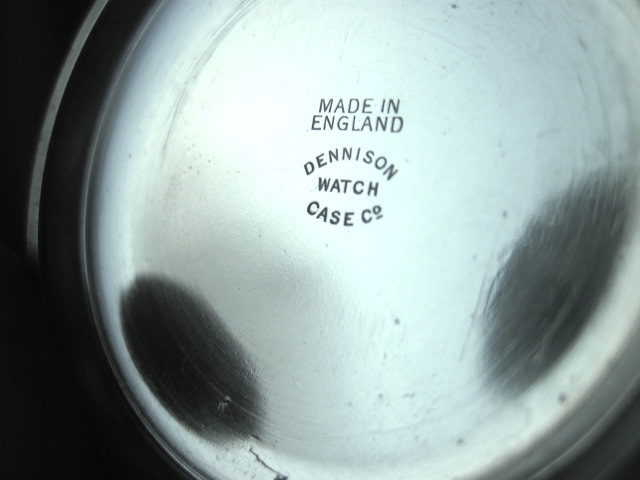 MADE IN
ENGLAND
DENNISON
WATCH
CASE Cº